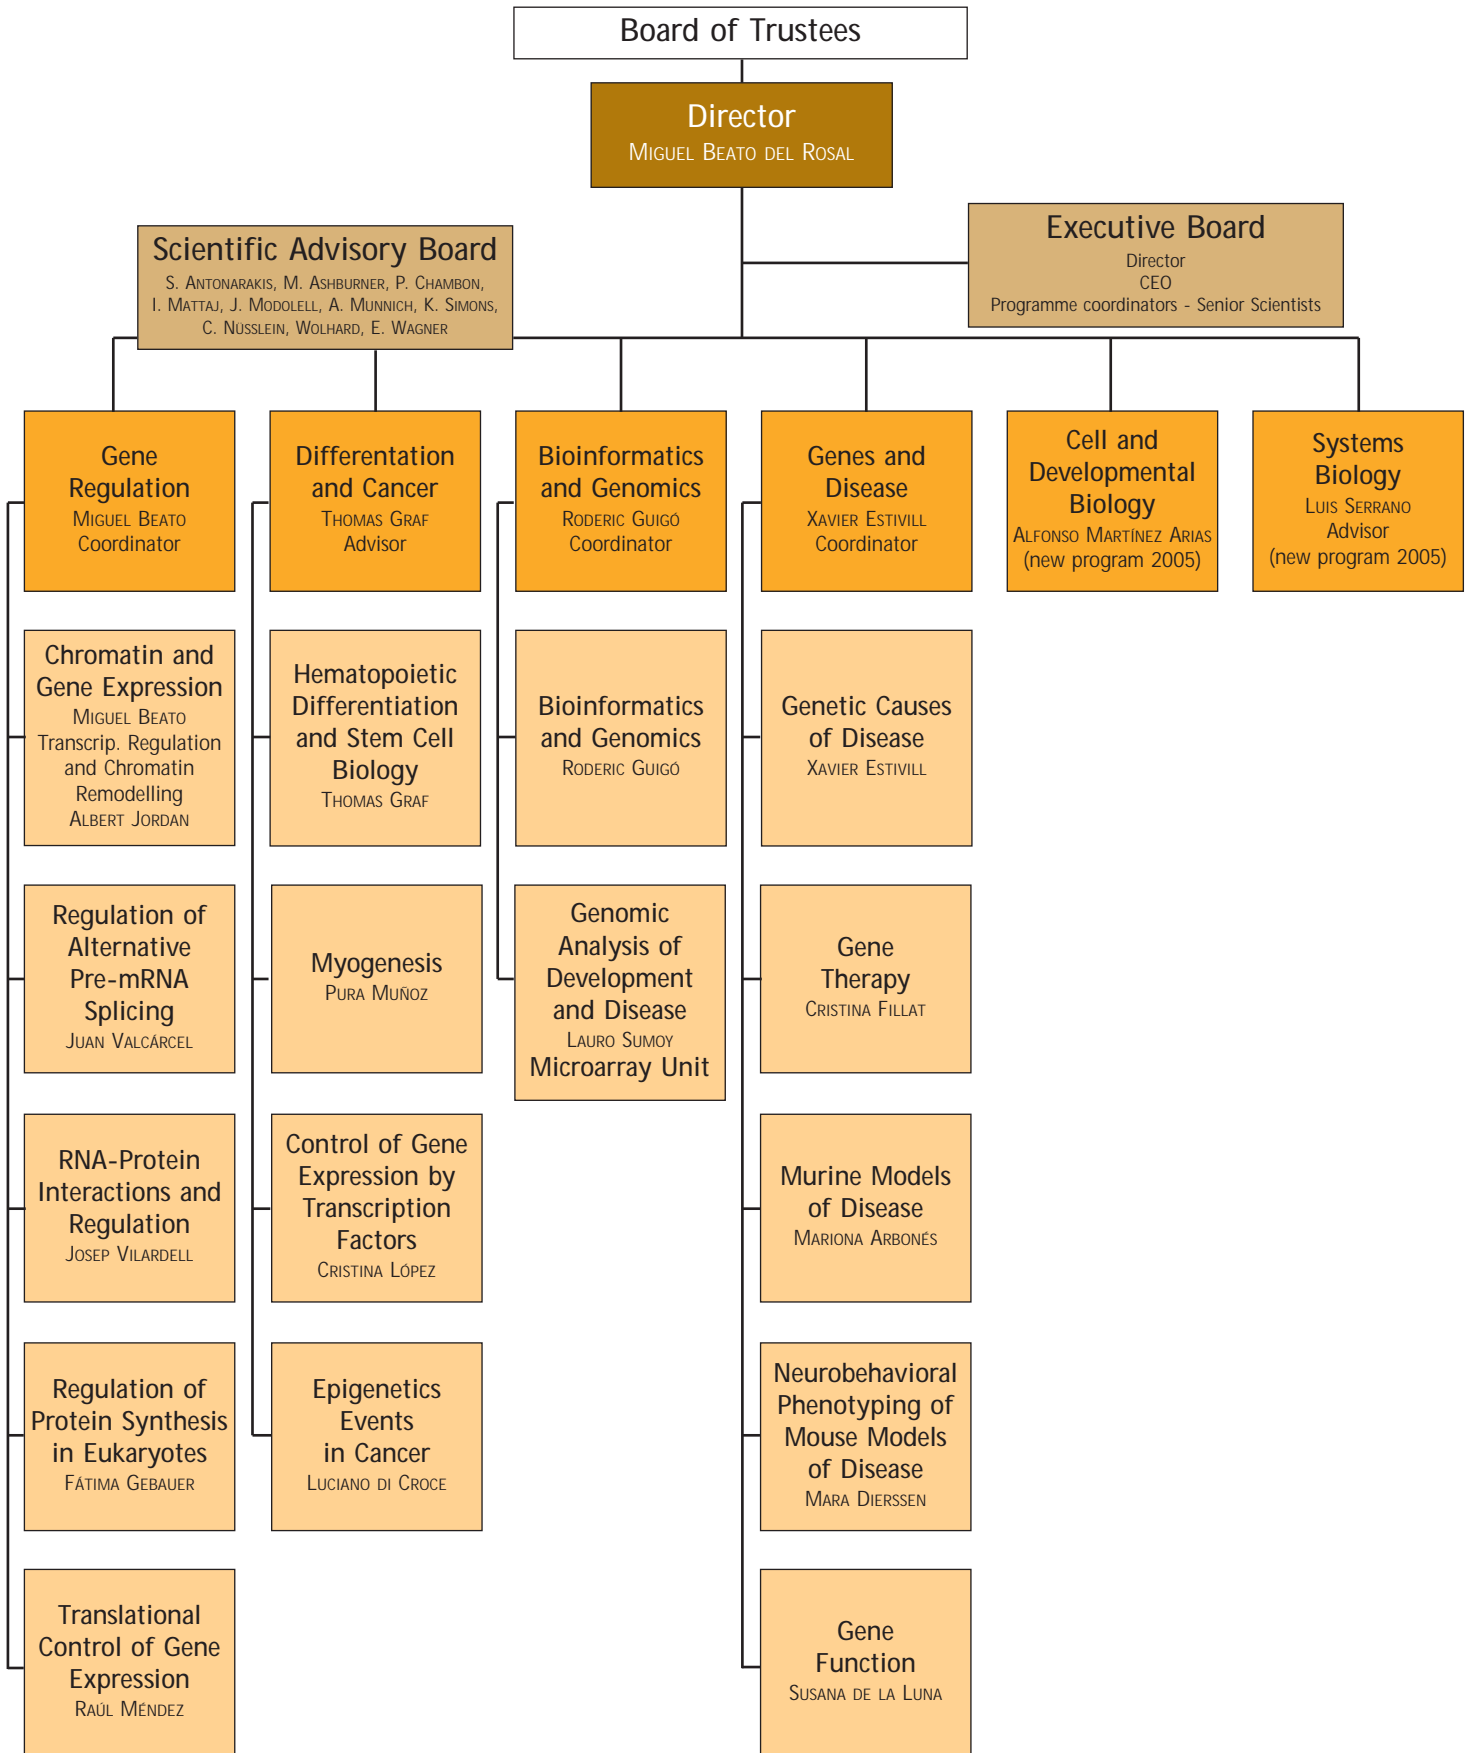 Board of Trustees
Director
MIGUEL BEATO DEL ROSAL
Scientific Advisory Board
S. ANTONARAKIS, M. ASHBURNER, P. CHAMBON,
I. MATTAJ, J. MODOLELL, A. MUNNICH, K. SIMONS,
C. NÜSSLEIN, WOLHARD, E. WAGNER
Executive Board
Director
CEO
Programme coordinators - Senior Scientists
Gene
Regulation
MIGUEL BEATO
Coordinator
Differentation
and Cancer
THOMAS GRAF
Advisor
Bioinformatics
and Genomics
RODERIC GUIGÓ
Coordinator
Genes and
Disease
XAVIER ESTIVILL
Coordinator
Cell and
Developmental
Biology
ALFONSO MARTÍNEZ ARIAS
(new program 2005)
Systems
Biology
LUIS SERRANO
Advisor
(new program 2005)
Chromatin and
Gene Expression
MIGUEL BEATO
Transcrip. Regulation
and Chromatin
Remodelling
ALBERT JORDAN
Hematopoietic
Differentiation
and Stem Cell
Biology
THOMAS GRAF
Bioinformatics
and Genomics
RODERIC GUIGÓ
Genetic Causes
of Disease
XAVIER ESTIVILL
Regulation of
Alternative
Pre-mRNA
Splicing
JUAN VALCÁRCEL
Myogenesis
PURA MUÑOZ
Genomic
Analysis of
Development
and Disease
LAURO SUMOY
Microarray Unit
Gene
Therapy
CRISTINA FILLAT
RNA-Protein
Interactions and
Regulation
JOSEP VILARDELL
Control of Gene
Expression by
Transcription
Factors
CRISTINA LÓPEZ
Murine Models
of Disease
MARIONA ARBONÉS
Regulation of
Protein Synthesis
in Eukaryotes
FÁTIMA GEBAUER
Epigenetics
Events
in Cancer
LUCIANO DI CROCE
Neurobehavioral
Phenotyping of
Mouse Models
of Disease
MARA DIERSSEN
Translational
Control of Gene
Expression
RAÚL MÉNDEZ
Gene
Function
SUSANA DE LA LUNA